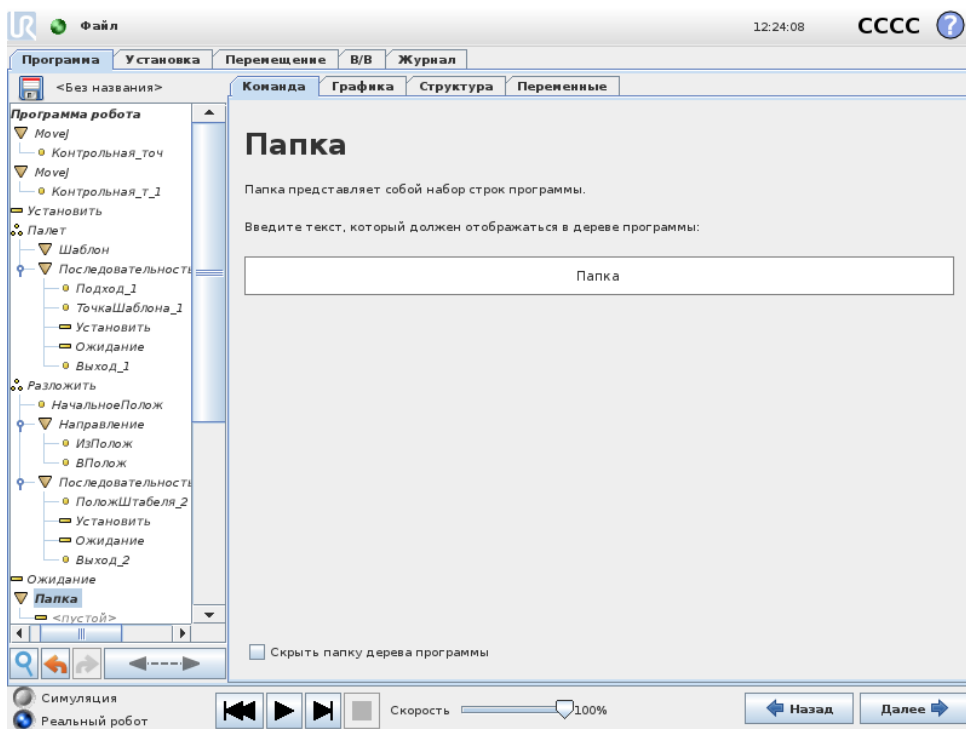 UR Файл 12:24:08 CCCC ?
Программа Установка Перемещение В/В Журнал
<Без названия> Команда Графика Структура Переменные
Программа робота
MoveJ
Контрольная_точ
MoveJ
Контрольная_т_1
Установить
Палет
Шаблон
Последовательность
Подход_1
ТочкаШаблона_1
Установить
Ожидание
Выход_1
Разложить
НачальноеПолож
Направление
ИзПолож
ВПолож
Последовательность
ПоложШтабеля_2
Установить
Ожидание
Выход_2
Ожидание
Папка
<пустой>
Папка
Папка представляет собой набор строк программы.
Введите текст, который должен отображаться в дереве программы:
Папка
Скрыть папку дерева программы
Симуляция
Реальный робот
Скорость 100%
Назад Далее